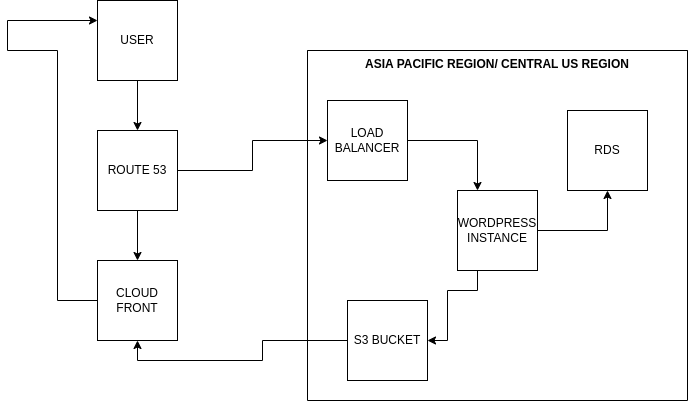 USER
ASIA PACIFIC REGION/ CENTRAL US REGION
LOAD
BALANCER
RDS
ROUTE 53
WORDPRESS
INSTANCE
CLOUD
FRONT
S3 BUCKET